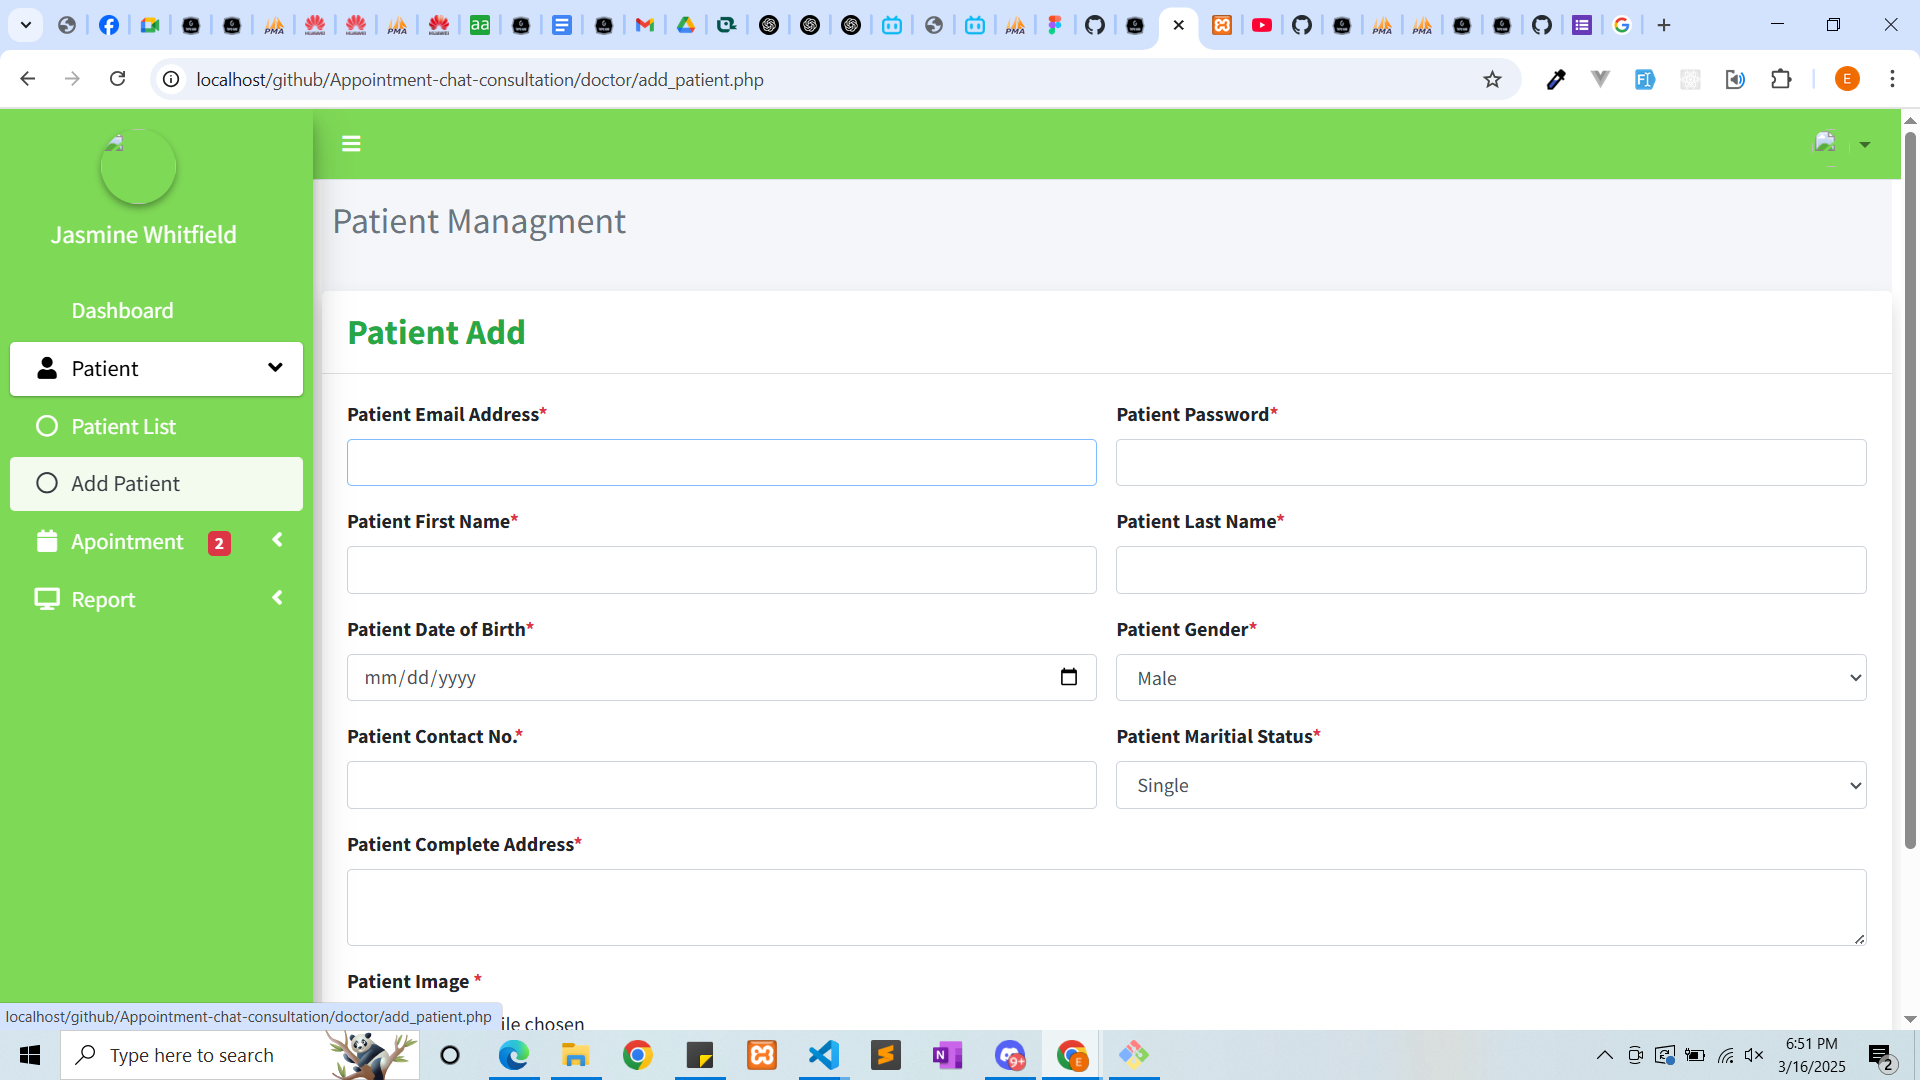 localhost/github/Appointment-chat-consultation/doctor/add_patient.php
E
Jasmine Whitfield
Dashboard
Patient
Patient List
Add Patient
Apointment 2
Report
Patient Managment
Patient Add
Patient Email Address*
Patient Password*
Patient First Name*
Patient Last Name*
Patient Date of Birth*
mm/dd/yyyy
Patient Gender*
Male
Patient Contact No.*
Patient Maritial Status*
Single
Patient Complete Address*
Patient Image *
ile chosen
localhost/github/Appointment-chat-consultation/doctor/add_patient.php
Type here to search
9+
E
6:51 PM
3/16/2025
2